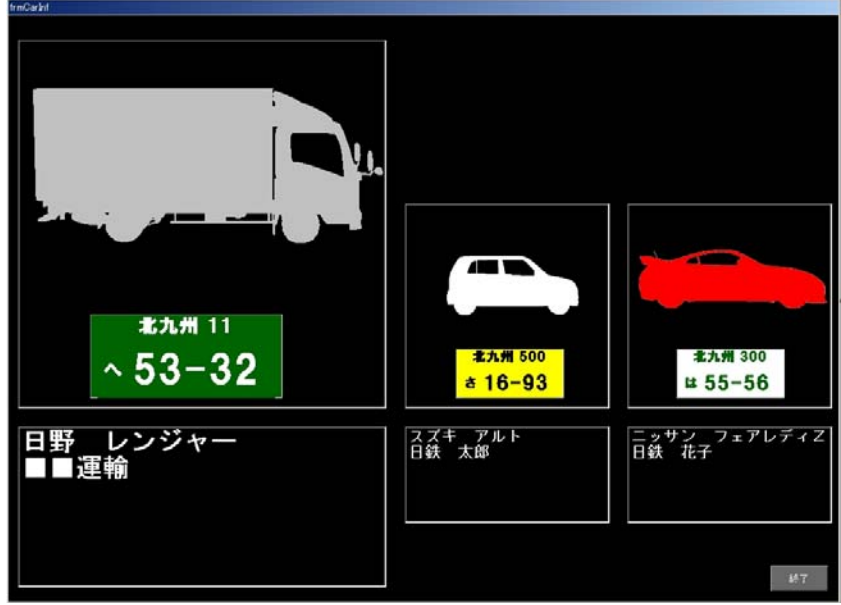 frmCarInf
北九州 11
へ 53-32
北九州 500
さ 16-93
北九州 300
は 55-56
日野 レンジャー
■■運輸
スズキ アルト
日鉄 太郎
ニッサン フェアレディZ
日鉄 花子
終了